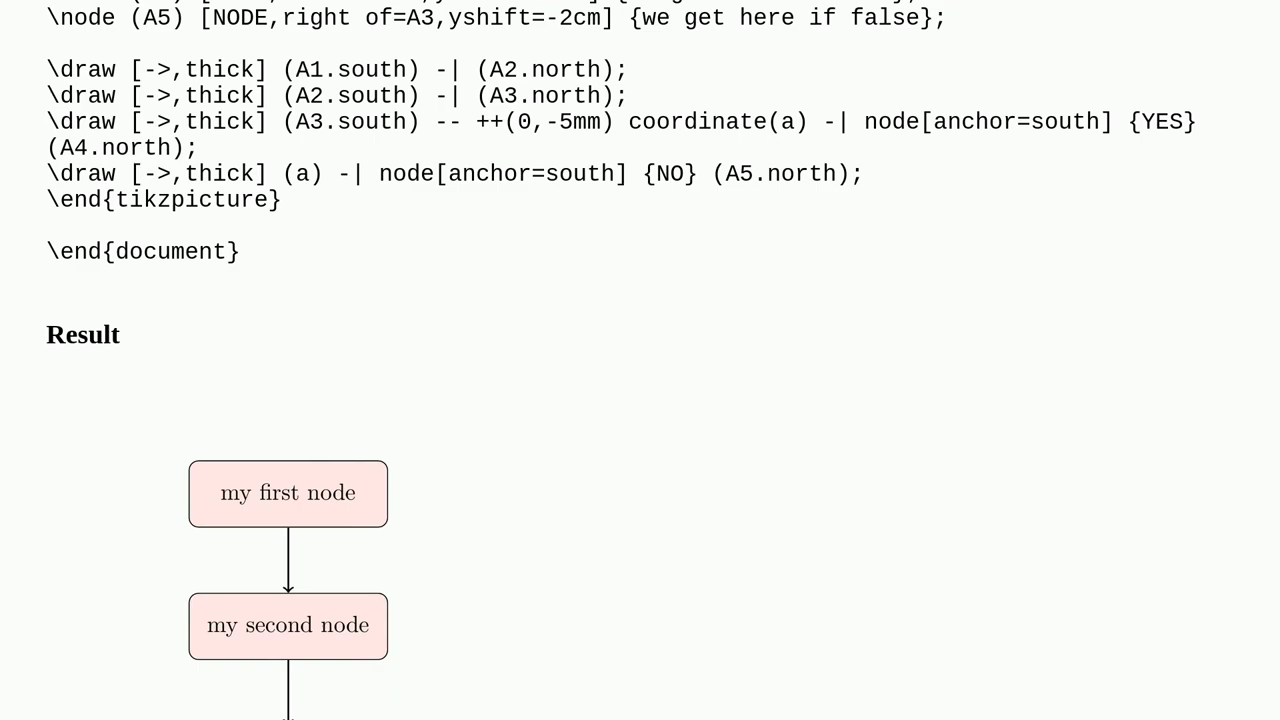 \node (A5) [NODE,right of=A3,yshift=-2cm] {we get here if false};
\draw [->,thick] (A1.south) -| (A2.north);
\draw [->,thick] (A2.south) -| (A3.north);
\draw [->,thick] (A3.south) -- ++(0,-5mm) coordinate(a) -| node[anchor=south] {YES}
(A4.north);
\draw [->,thick] (a) -| node[anchor=south] {NO} (A5.north);
\end{tikzpicture}
\end{document}
Result
my first node
my second node